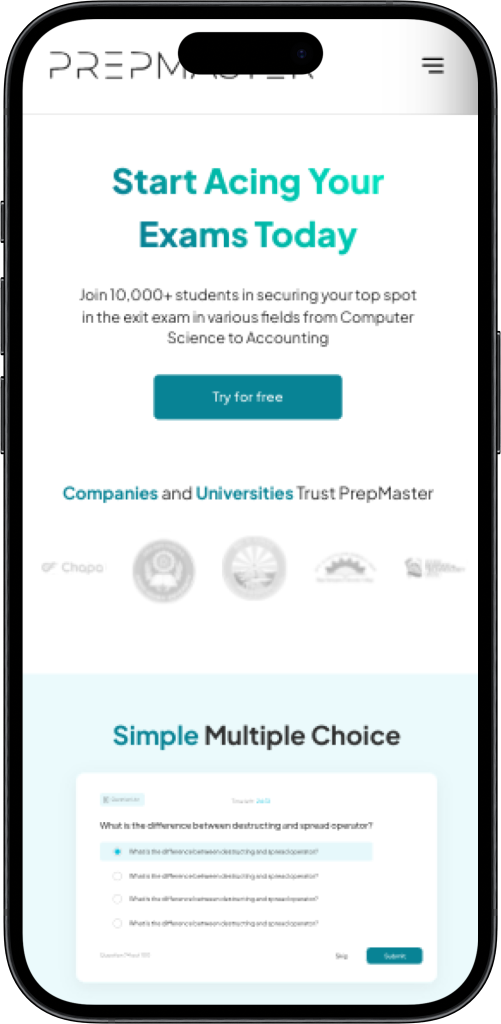 PREPMASTER
Start Acing Your
Exams Today
Join 10,000+ students in securing your top spot
in the exit exam in various fields from Computer
Science to Accounting
Try for free
Companies and Universities Trust PrepMaster
Chapa
Simple Multiple Choice
What is the difference between destructing and spread operator?
What is the difference between destructing and spread operator?
What is the difference between destructing and spread operator?
What is the difference between destructing and spread operator?
What is the difference between destructing and spread operator?
Skip
Submit